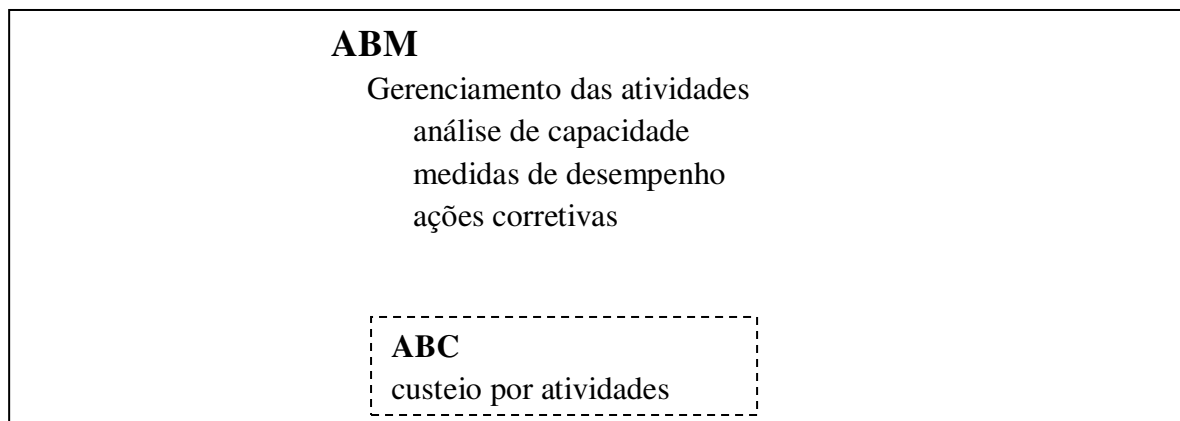 ABM
Gerenciamento das atividades
análise de capacidade
medidas de desempenho
ações corretivas
ABC
custeio por atividades